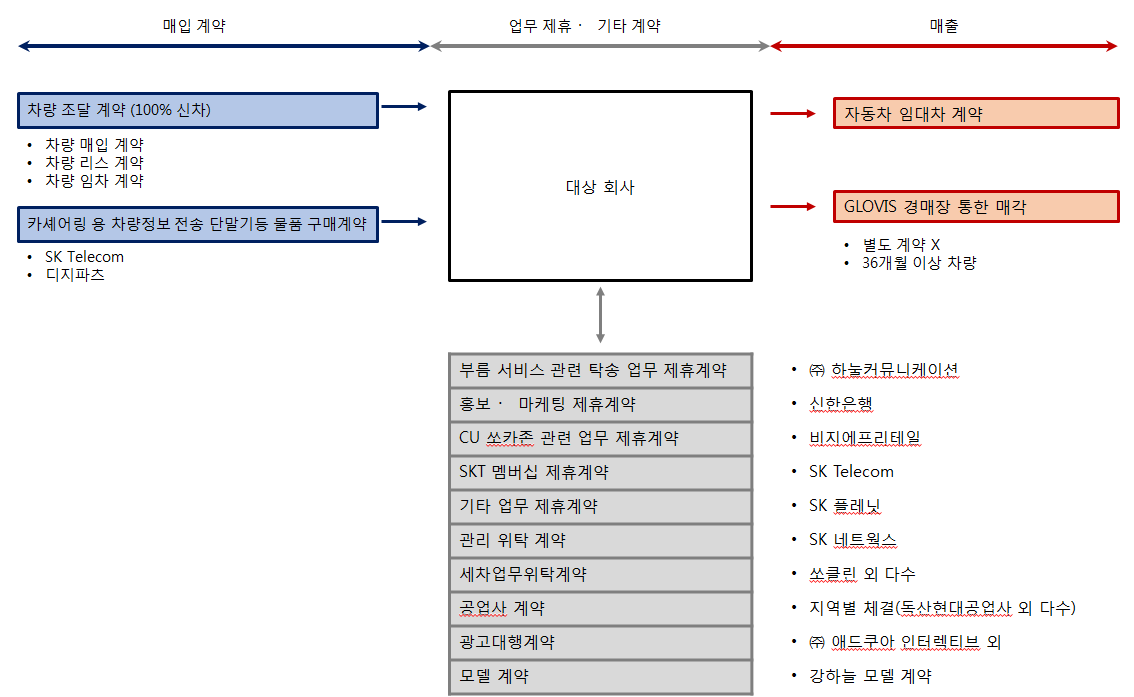 매입 계약
업무 제휴 · 기타 계약
매출
차량 조달 계약 (100% 신차)
• 차량 매입 계약
• 차량 리스 계약
• 차량 임차 계약
카셰어링 용 차량정보 전송 단말기등 물품 구매계약
• SK Telecom
• 디지파츠
대상 회사
자동차 임대차 계약
GLOVIS 경매장 통한 매각
• 별도 계약 X
• 36개월 이상 차량
부름 서비스 관련 탁송 업무 제휴계약 • ㈜ 하눌커뮤니케이션
홍보 · 마케팅 제휴계약 • 신한은행
CU 쏘카존 관련 업무 제휴계약 • 비지에프리테일
SKT 멤버십 제휴계약 • SK Telecom
기타 업무 제휴계약 • SK 플레닛
관리 위탁 계약 • SK 네트웍스
세차업무위탁계약 • 쏘클린 외 다수
공업사 계약 • 지역별 체결(독산현대공업사 외 다수)
광고대행계약 • ㈜ 애드쿠아 인터렉티브 외
모델 계약 • 강하늘 모델 계약